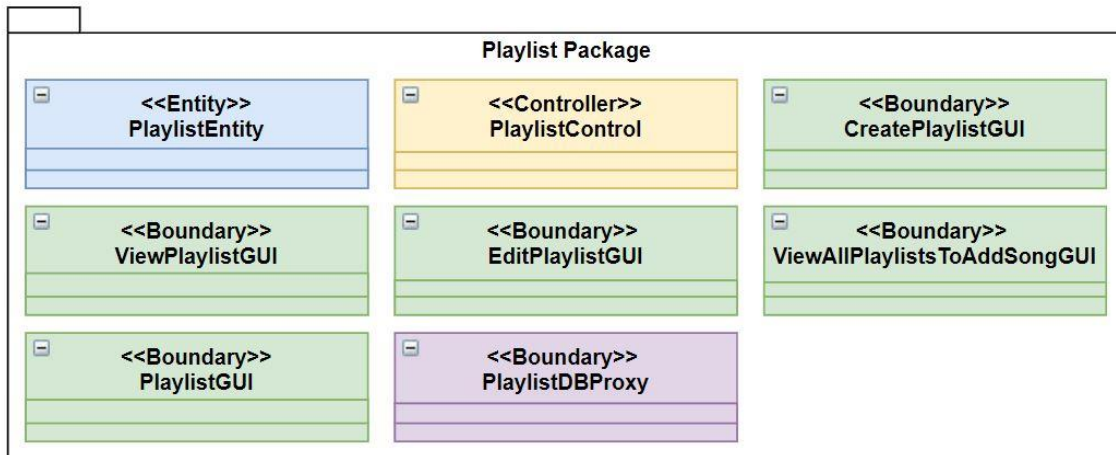 Playlist Package
<<Entity>>
PlaylistEntity
<<Controller>>
PlaylistControl
<<Boundary>>
CreatePlaylistGUI
<<Boundary>>
ViewPlaylistGUI
<<Boundary>>
EditPlaylistGUI
<<Boundary>>
ViewAllPlaylistsToAddSongGUI
<<Boundary>>
PlaylistGUI
<<Boundary>>
PlaylistDBProxy